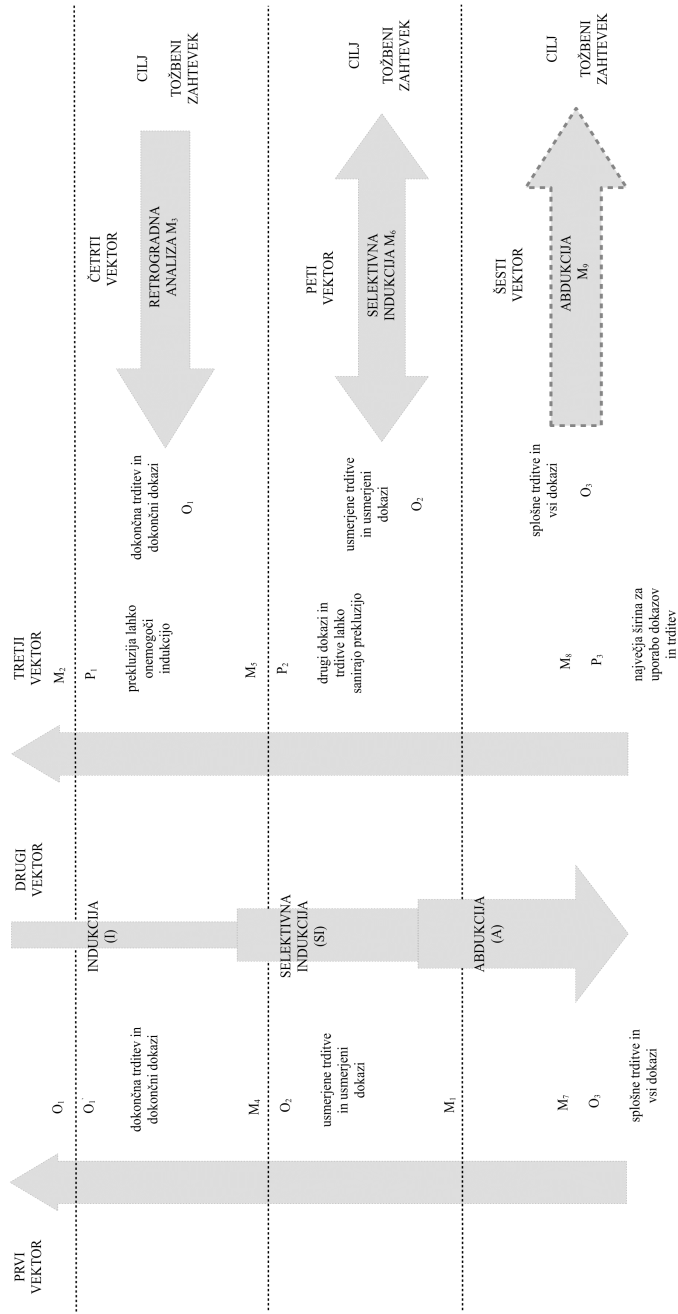 PRVI
VEKTOR
O₁
O₁
dokončna trditev in
dokončni dokazi
M₄
O₂
usmerjene trditve
in usmerjeni
dokazi
M₁
M₇
O₃
splošne trditve in
vsi dokazi
DRUGI
VEKTOR
INDUKCIJA
(I)
SELEKTIVNA
INDUKCIJA
(SI)
ABDUKCIJA
(A)
TRETJI
VEKTOR
M₂
P₁
prekluzija lahko
onemogoči
indukcijo
M₅
P₂
drugi dokazi in
trditve lahko
sanirajo prekluzijo
M₈
P₃
največja širina za
uporabo dokazov
in trditev
dokončna trditev in
dokončni dokazi
O₁
ČETRTI
VEKTOR
RETROGRADNA
ANALIZA M₃
CILJ
TOŽBENI
ZAHTEVEK
usmerjene trditve
in usmerjeni
dokazi
O₂
PETI
VEKTOR
SELEKTIVNA
INDUKCIJA M₆
CILJ
TOŽBENI
ZAHTEVEK
splošne trditve in
vsi dokazi
O₃
ŠESTI
VEKTOR
ABDUKCIJA
M₉
CILJ
TOŽBENI
ZAHTEVEK